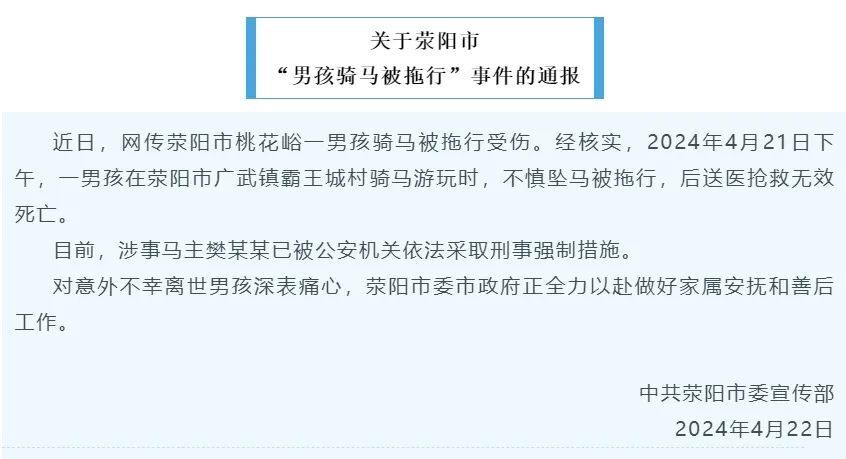 关于荥阳市
“男孩骑马被拖行”事件的通报
近日，网传荥阳市桃花峪一男孩骑马被拖行受伤。经核实，2024年4月21日下
午，一男孩在荥阳市广武镇霸王城村骑马游玩时，不慎坠马被拖行，后送医抢救无效
死亡。
目前，涉事马主樊某某已被公安机关依法采取刑事强制措施。
对意外不幸离世男孩深表痛心，荥阳市委市政府正全力以赴做好家属安抚和善后
工作。
中共荥阳市委宣传部
2024年4月22日